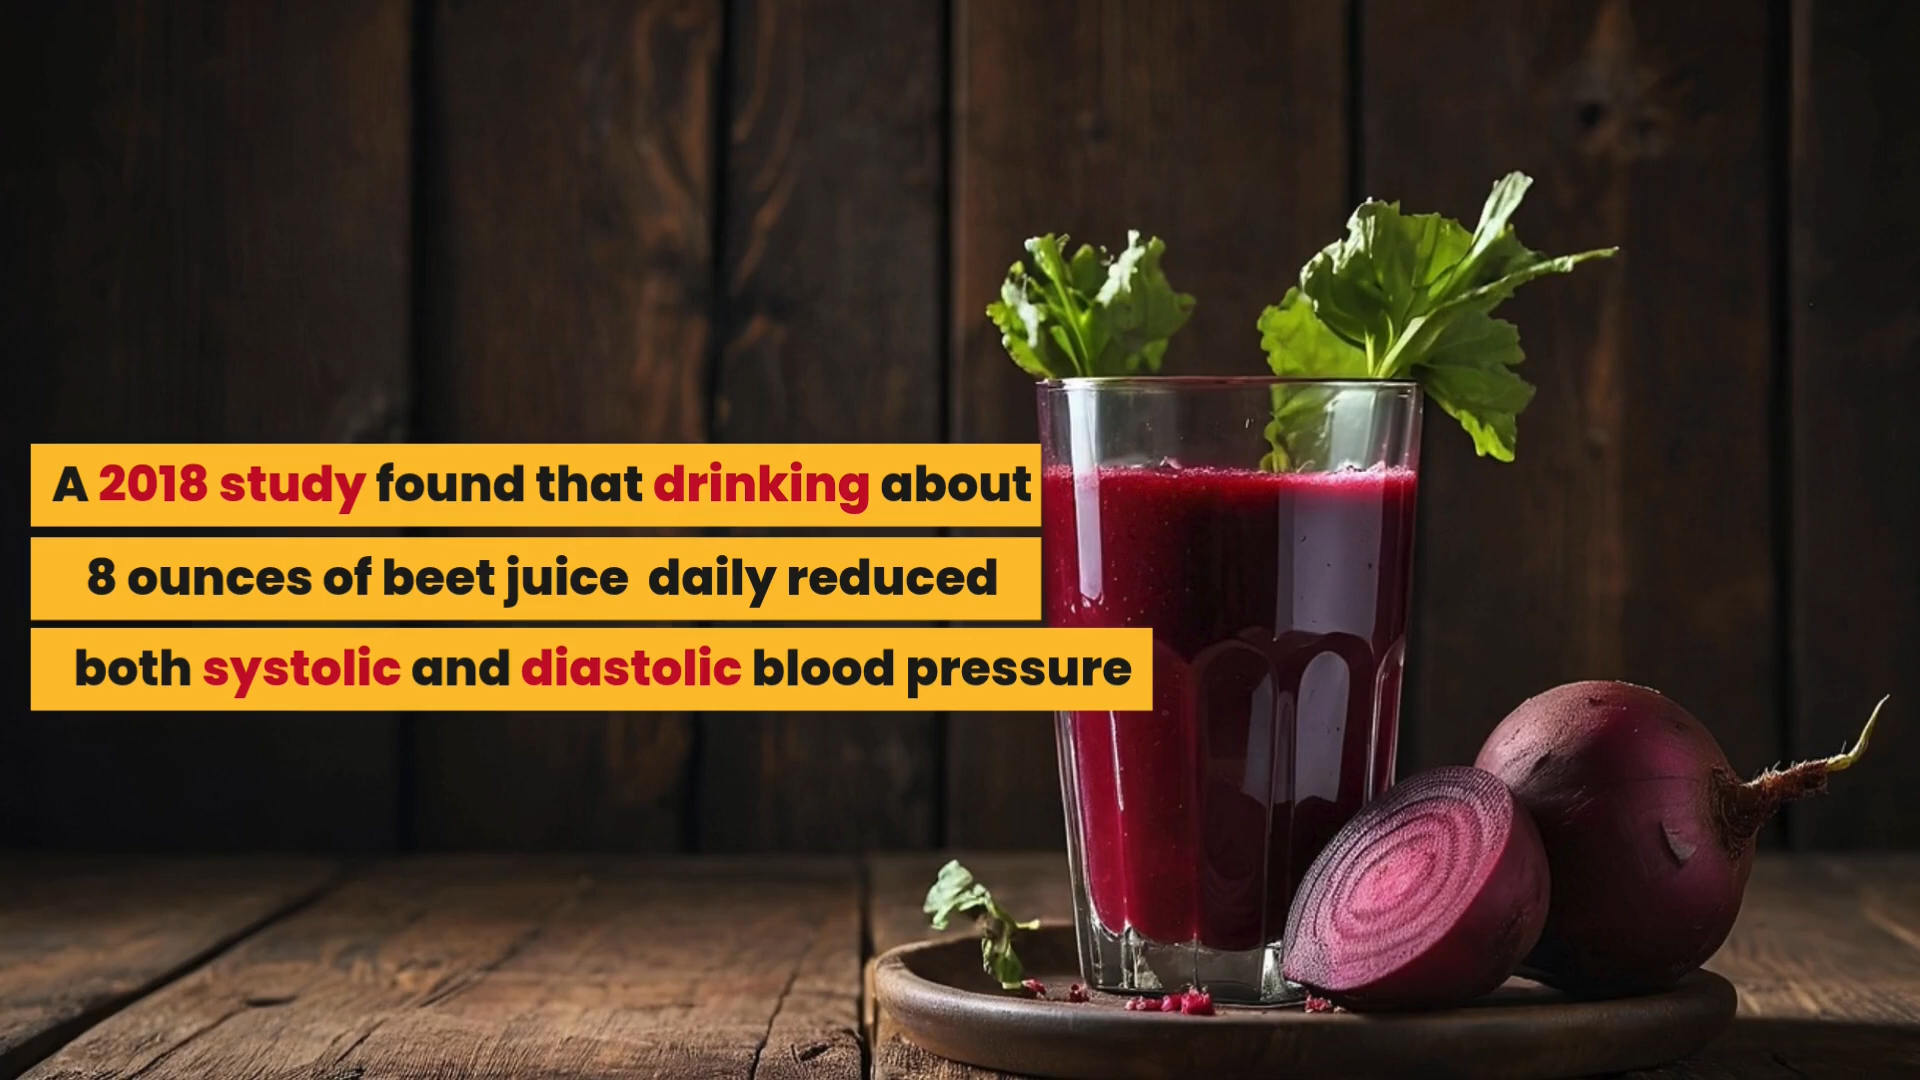 A 2018 study found that drinking about
8 ounces of beet juice daily reduced
both systolic and diastolic blood pressure